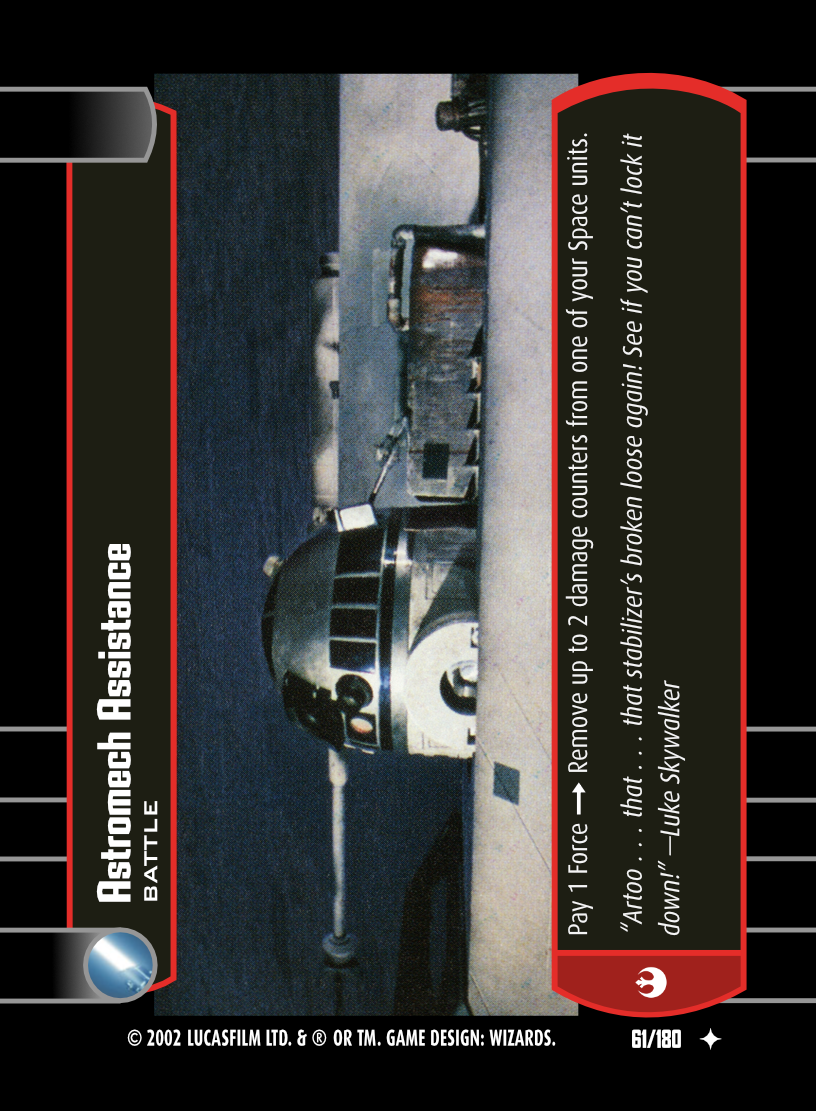 Astromech Assistance
BATTLE
Pay 1 Force → Remove up to 2 damage counters from one of your Space units.
“Artoo . . . that . . . that stabilizer’s broken loose again! See if you can’t lock it
down!” —Luke Skywalker
© 2002 LUCASFILM LTD. & ® OR TM. GAME DESIGN: WIZARDS.
61/180